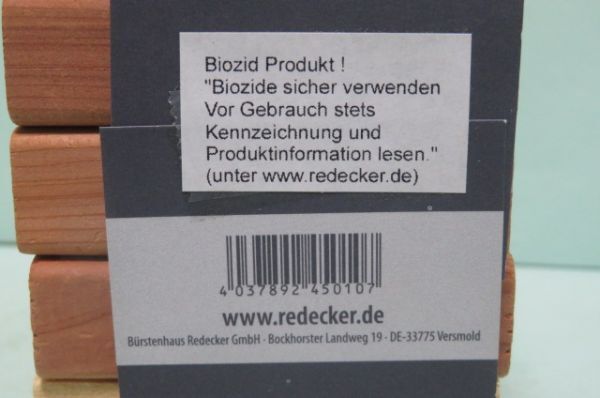 Biozid Produkt !
"Biozide sicher verwenden
Vor Gebrauch stets
Kennzeichnung und
Produktinformation lesen."
(unter www.redecker.de)
4 037892 450107
www.redecker.de
Bürstenhaus Redecker GmbH · Bockhorster Landweg 19 · DE-33775 Versmold